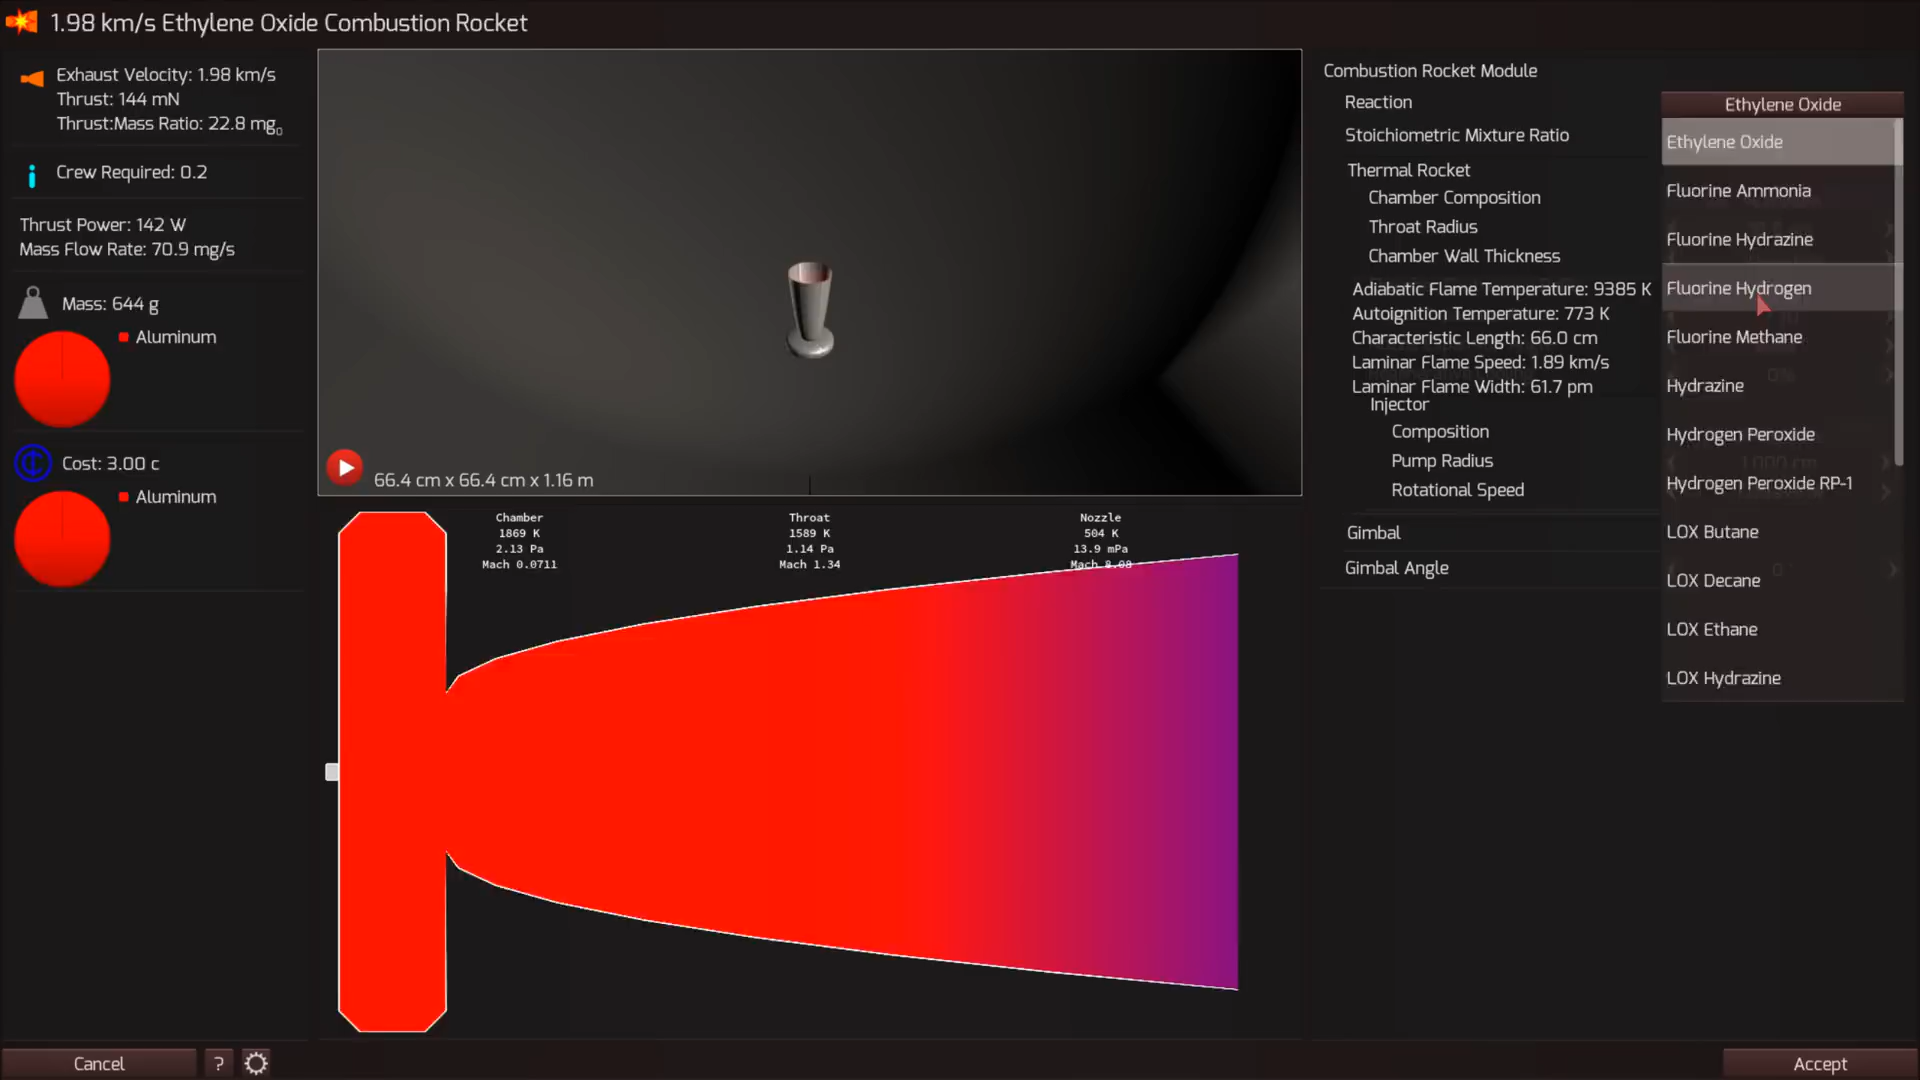 1.98 km/s Ethylene Oxide Combustion Rocket
Exhaust Velocity: 1.98 km/s
Thrust: 144 mN
Thrust:Mass Ratio: 22.8 mg₀
Crew Required: 0.2
Thrust Power: 142 W
Mass Flow Rate: 70.9 mg/s
Mass: 644 g
Aluminum
Cost: 3.00 c
Aluminum
66.4 cm x 66.4 cm x 1.16 m
Chamber
1869 K
2.13 Pa
Mach 0.0711
Throat
1589 K
1.14 Pa
Mach 1.34
Nozzle
504 K
13.9 mPa
Mach 8.08
Combustion Rocket Module
Reaction
Stoichiometric Mixture Ratio
Thermal Rocket
Chamber Composition
Throat Radius
Chamber Wall Thickness
Adiabatic Flame Temperature: 9385 K
Autoignition Temperature: 773 K
Characteristic Length: 66.0 cm
Laminar Flame Speed: 1.89 km/s
Laminar Flame Width: 61.7 pm
Injector
Composition
Pump Radius
Rotational Speed
Gimbal
Gimbal Angle
Ethylene Oxide
Ethylene Oxide
Fluorine Ammonia
Fluorine Hydrazine
Fluorine Hydrogen
Fluorine Methane
0%
Hydrazine
Hydrogen Peroxide
Hydrogen Peroxide RP-1
LOX Butane
LOX Decane
LOX Ethane
LOX Hydrazine
Cancel
?
Accept